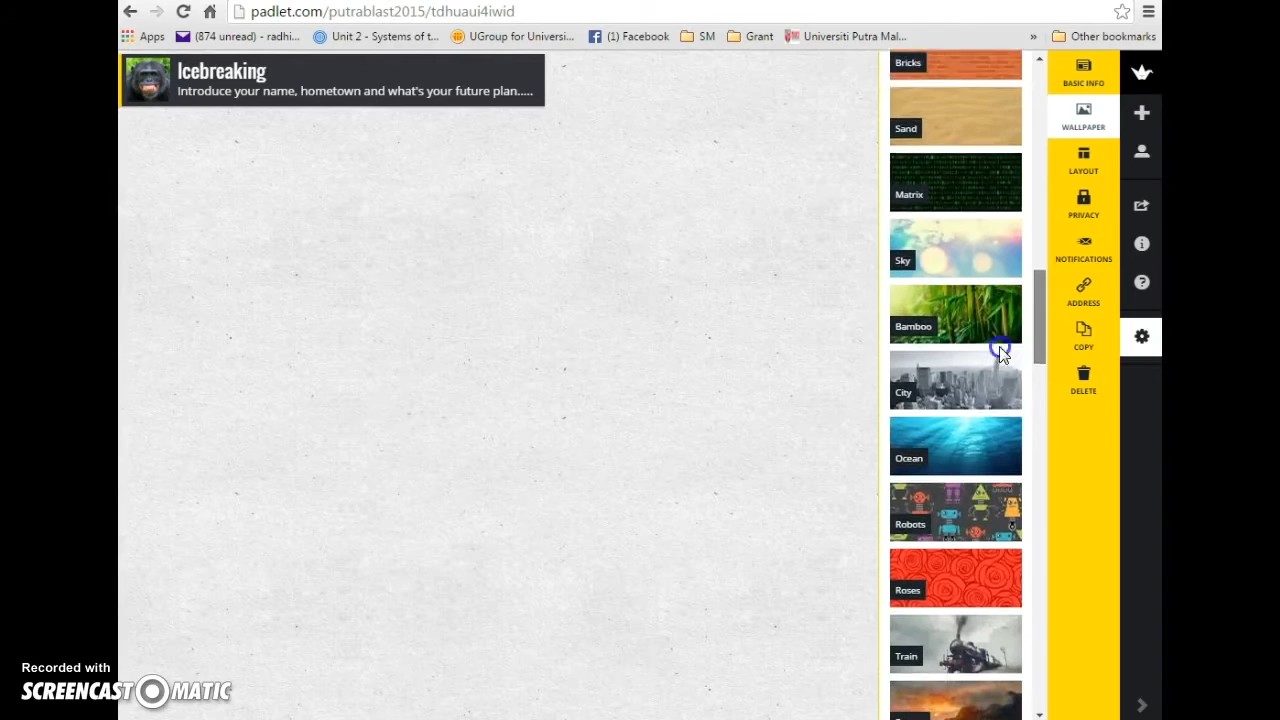 padlet.com/putrablast2015/tdhuaui4iwid
Apps
(874 unread) - radhi...
Unit 2 - Systems of t...
UGroup for Univers...
(1) Facebook
SM
Grant
Universiti Putra Mal...
»
Other bookmarks
Icebreaking
Introduce your name, hometown and what's your future plan.....
Bricks
Sand
Matrix
Sky
Bamboo
City
Ocean
Robots
Roses
Train
BASIC INFO
WALLPAPER
LAYOUT
PRIVACY
NOTIFICATIONS
ADDRESS
COPY
DELETE
Recorded with
SCREENCAST-O-MATIC